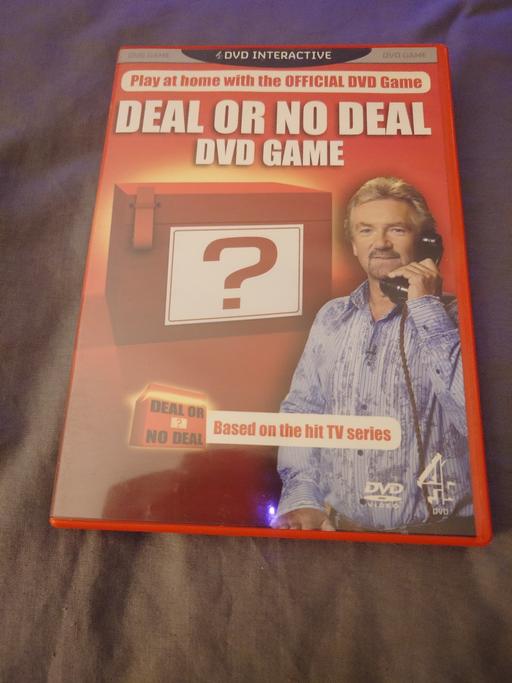 DVD GAME
4DVD INTERACTIVE
DVD GAME
Play at home with the OFFICIAL DVD Game
DEAL OR NO DEAL
DVD GAME
?
DEAL OR
?
NO DEAL
Based on the hit TV series
DVD
VIDEO
4
DVD